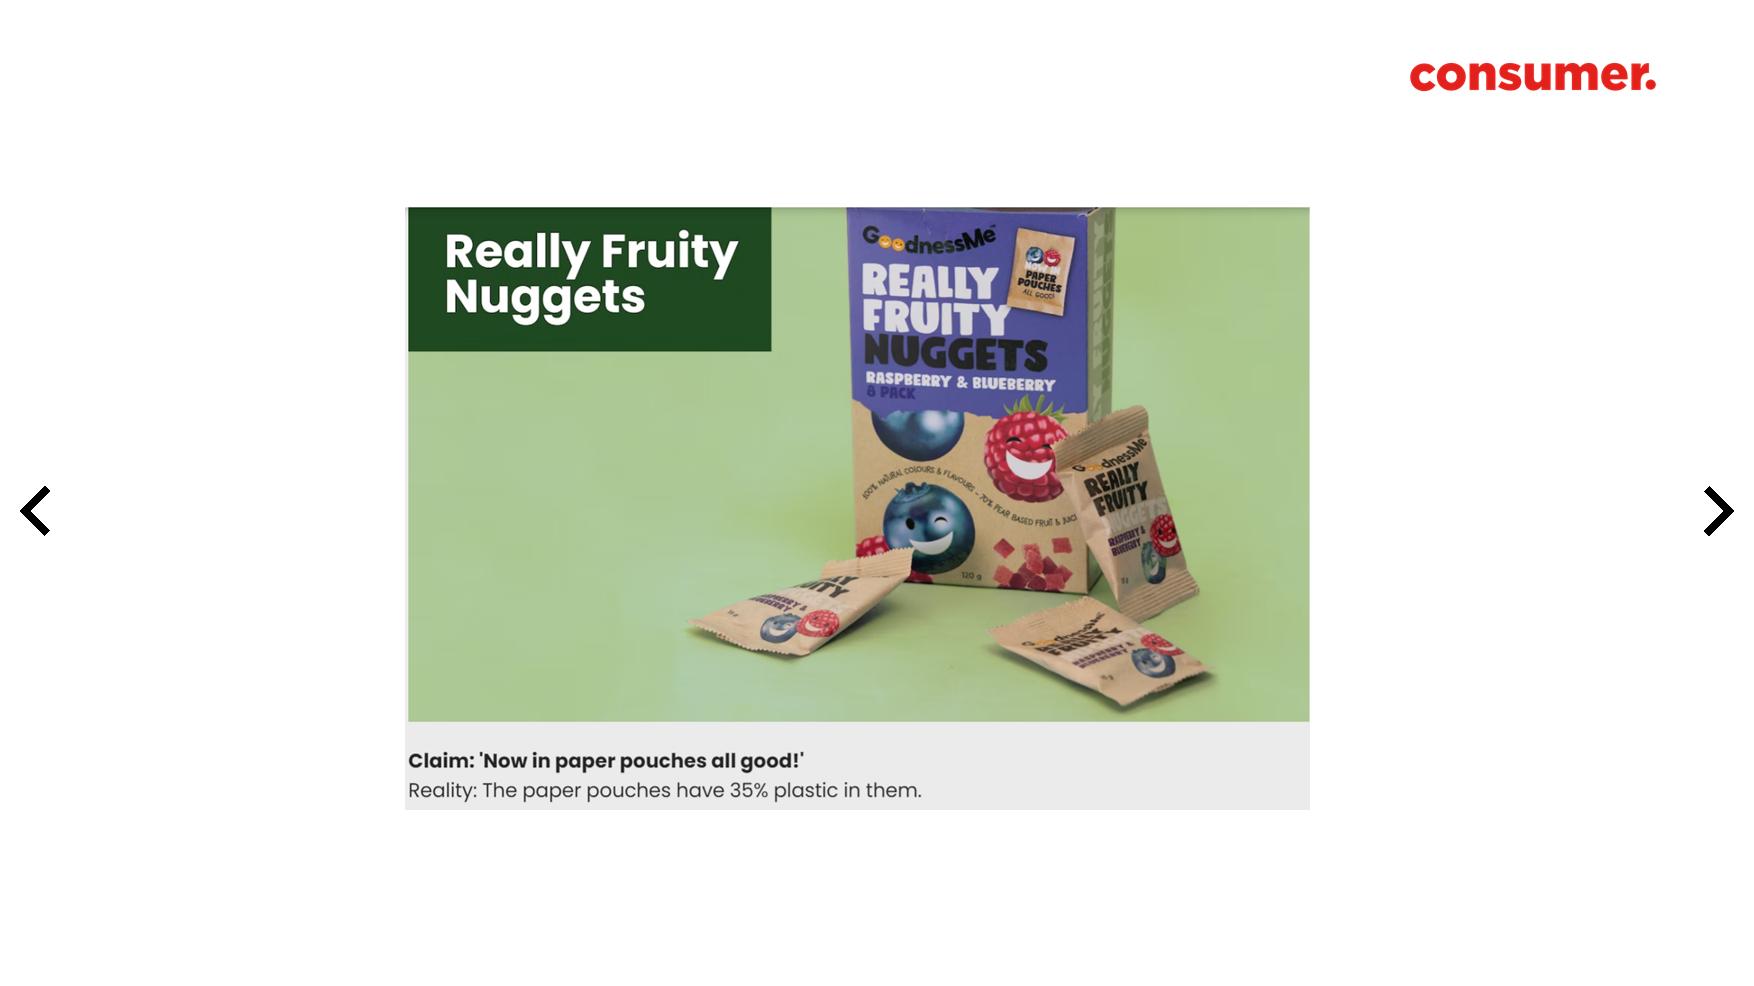 consumer.
Really Fruity
Nuggets
GoodnessMe
PAPER
POUCHES
ALL GOOD!
REALLY
FRUITY
NUGGETS
RASPBERRY & BLUEBERRY
8 PACK
100% NATURAL COLOURS & FLAVOURS - 70% PEAR BASED FRUIT & JUIC
120 g
GoodnessMe
REALLY
FRUITY
NUGGETS
RASPBERRY &
BLUEBERRY
RASPBERRY &
GoodnessMe
FRUITY
RASPBERRY &
BLUEBERRY
Claim: 'Now in paper pouches all good!'
Reality: The paper pouches have 35% plastic in them.